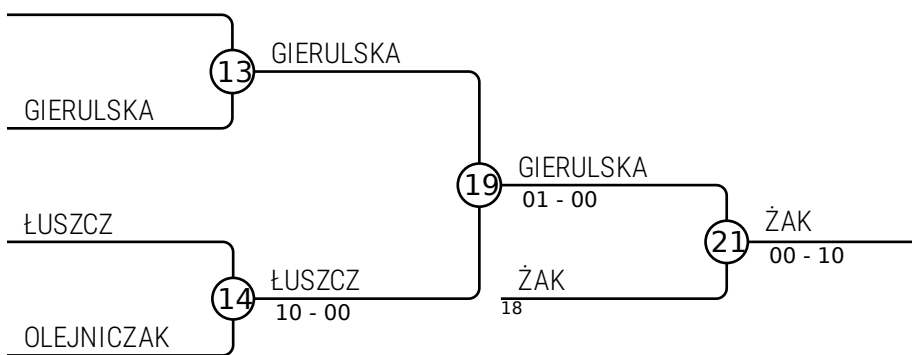 GIERULSKA
13
GIERULSKA
ŁUSZCZ
14
OLEJNICZAK
ŁUSZCZ
10 - 00
19
GIERULSKA
01 - 00
ŻAK
18
21
ŻAK
00 - 10